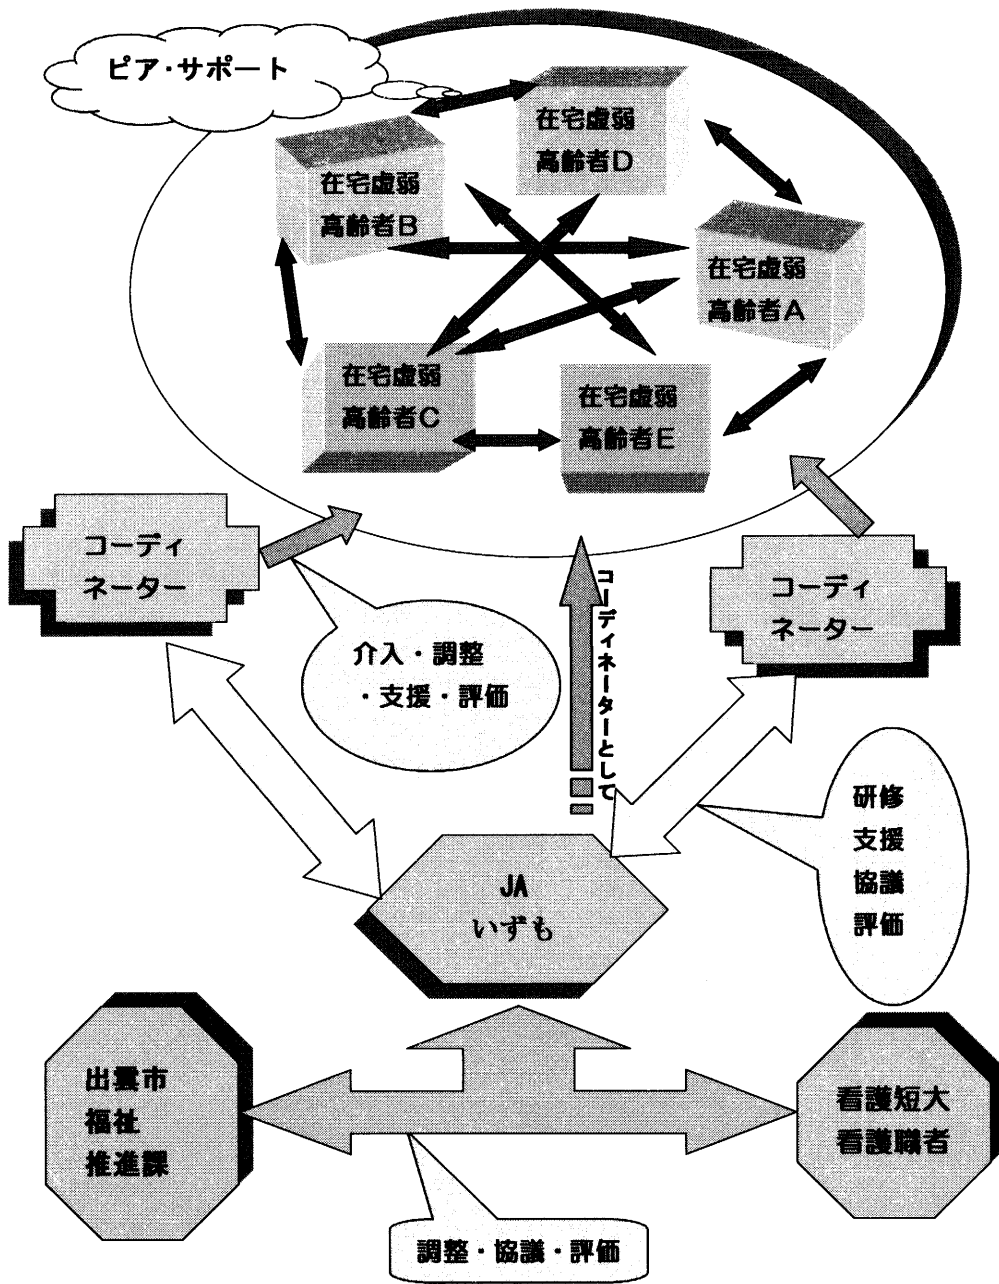 ピア・サポート
在宅虚弱
高齢者D
在宅虚弱
高齢者B
在宅虚弱
高齢者A
在宅虚弱
高齢者C
在宅虚弱
高齢者E
コーディ
ネーター
コーディ
ネーター
介入・調整
・支援・評価
コーディネーターとして
研修
支援
協議
評価
JA
いずも
出雲市
福祉
推進課
看護短大
看護職者
調整・協議・評価